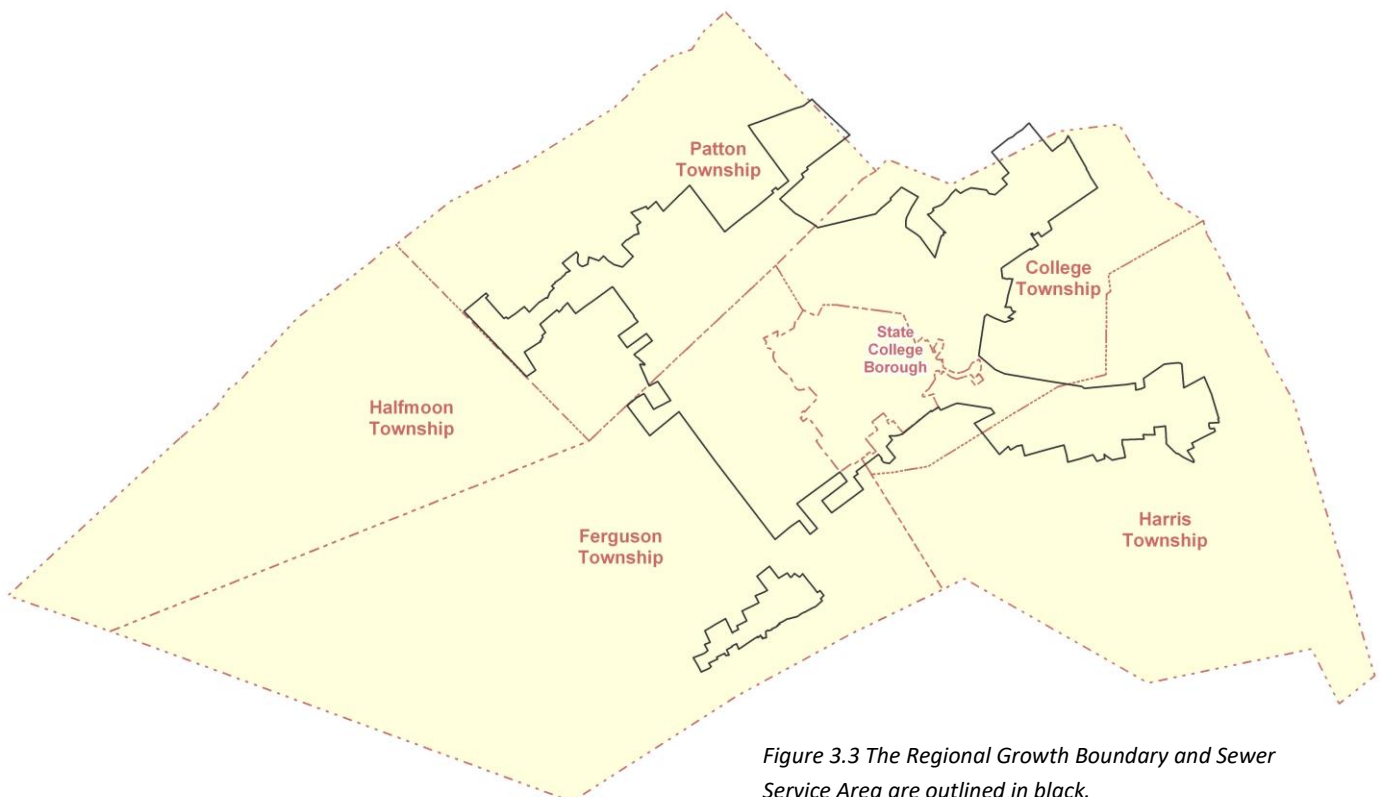 Patton
Township
College
Township
State
College
Borough
Halfmoon
Township
Ferguson
Township
Harris
Township
Figure 3.3 The Regional Growth Boundary and Sewer
Service Area are outlined in black.